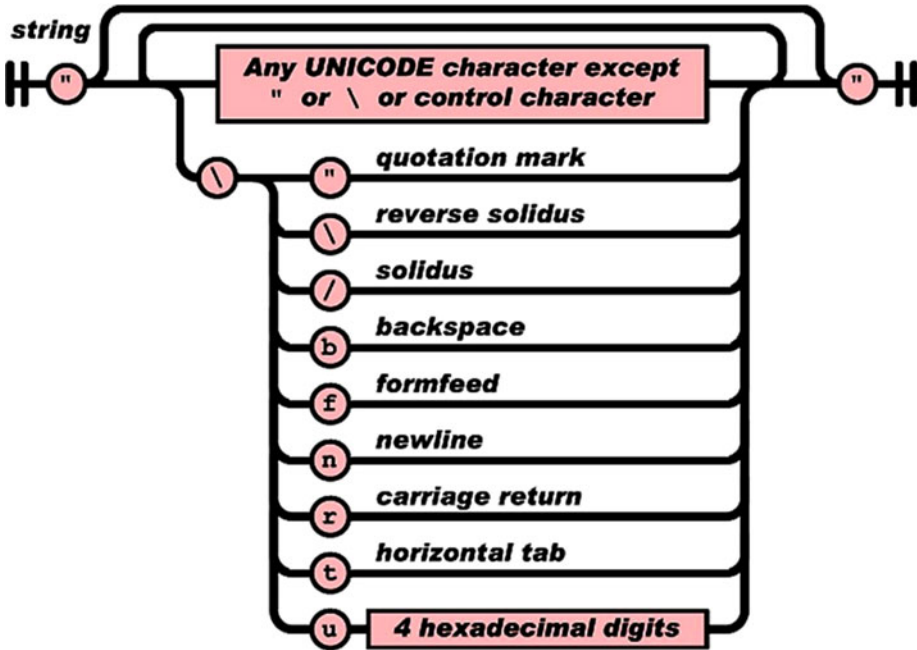 string
" Any UNICODE character except "
" or \ or control character
\ " quotation mark
\ reverse solidus
/ solidus
b backspace
f formfeed
n newline
r carriage return
t horizontal tab
u 4 hexadecimal digits